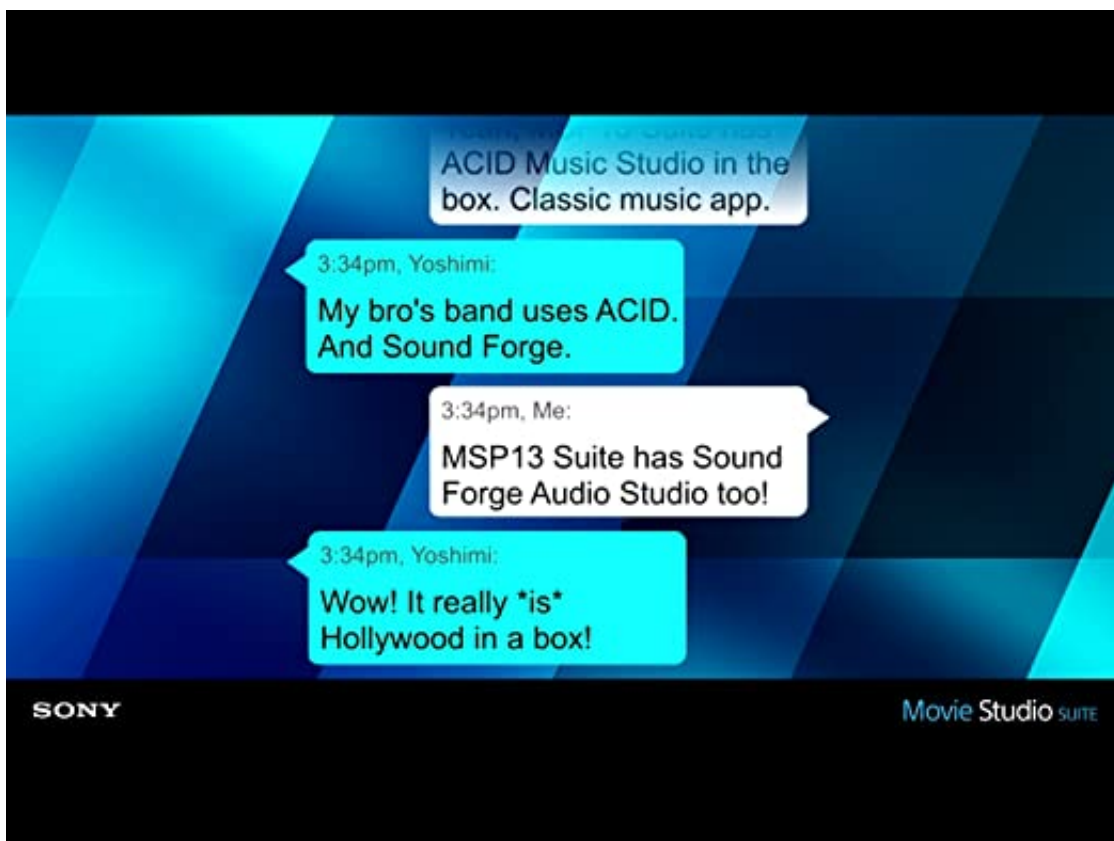 ACID Music Studio in the
box. Classic music app.
3:34pm, Yoshimi:
My bro's band uses ACID.
And Sound Forge.
3:34pm, Me:
MSP13 Suite has Sound
Forge Audio Studio too!
3:34pm, Yoshimi:
Wow! It really *is*
Hollywood in a box!
SONY
Movie Studio SUITE